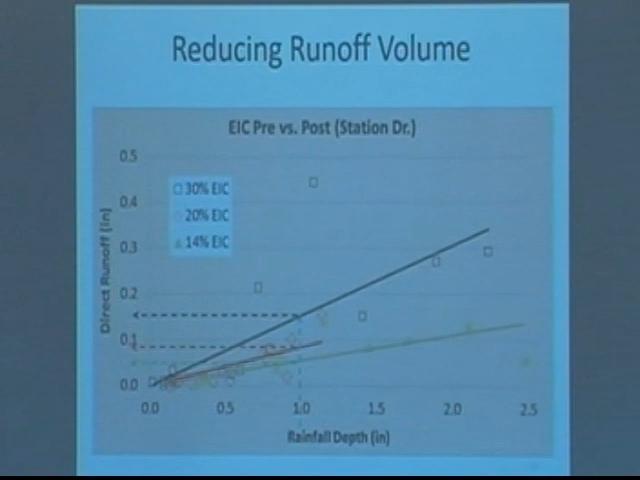 Reducing Runoff Volume
EIC Pre vs. Post (Station Dr.)
0.5
0.4
0.3
0.2
0.1
0.0
Direct Runoff (in)
30% EIC
20% EIC
14% EIC
0.0 0.5 1.0 1.5 2.0 2.5
Rainfall Depth (in)